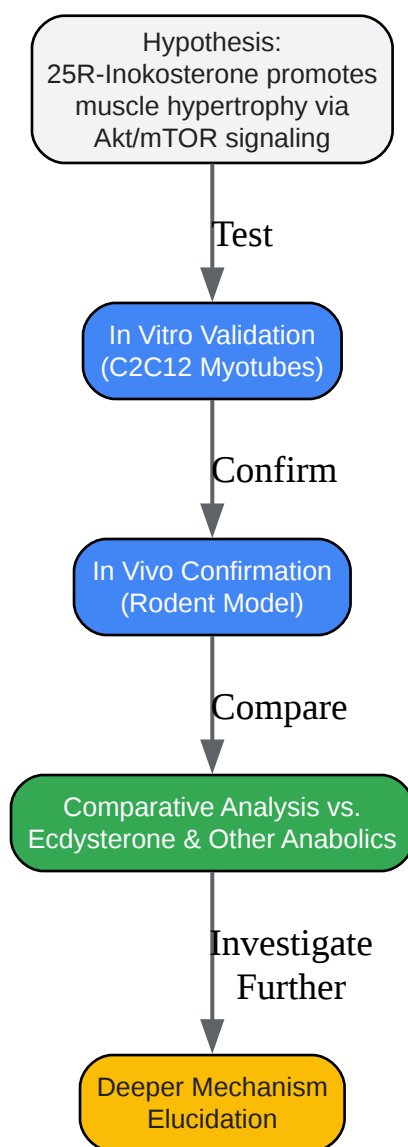 Hypothesis:
25R-Inokosterone promotes
muscle hypertrophy via
Akt/mTOR signaling
Test
In Vitro Validation
(C2C12 Myotubes)
Confirm
In Vivo Confirmation
(Rodent Model)
Compare
Comparative Analysis vs.
Ecdysterone & Other Anabolics
Investigate
Further
Deeper Mechanism
Elucidation